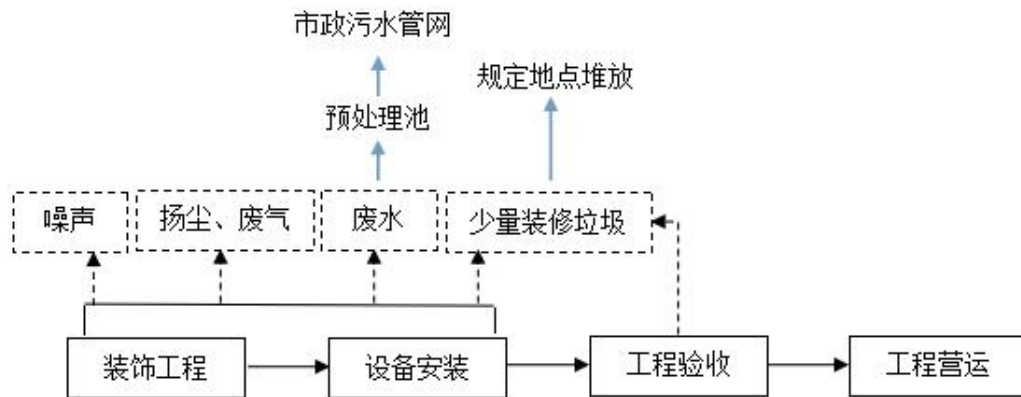 市政污水管网
规定地点堆放
预处理池
噪声
扬尘、废气
废水
少量装修垃圾
装饰工程
设备安装
工程验收
工程营运